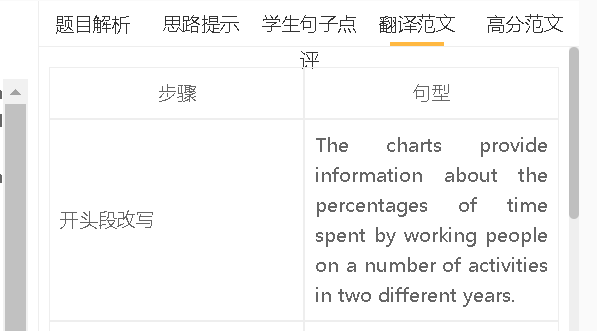 题目解析 思路提示 学生句子点 翻译范文 高分范文
评
步骤 句型
开头段改写
The charts provide
information about the
percentages of time
spent by working people
on a number of activities
in two different years.